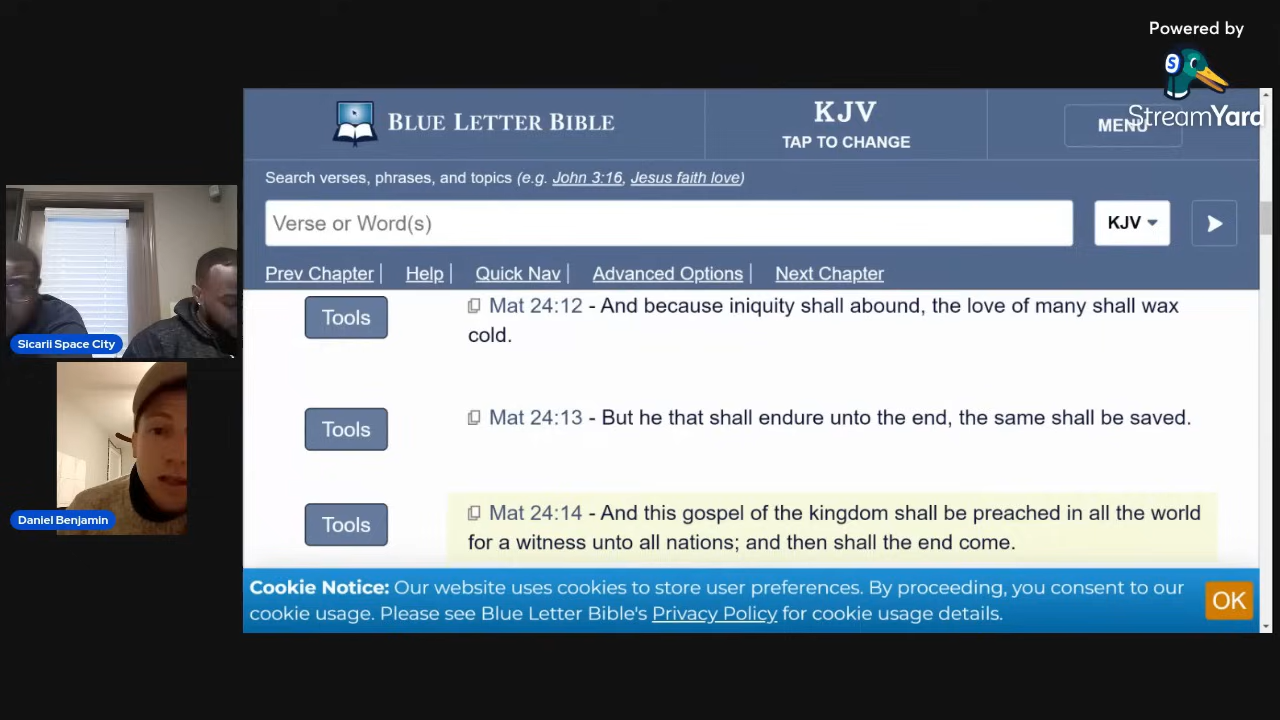 Powered by
StreamYard
BLUE LETTER BIBLE
KJV
TAP TO CHANGE
MENU
Search verses, phrases, and topics (e.g. John 3:16, Jesus faith love)
Verse or Word(s)
KJV
Prev Chapter| Help| Quick Nav| Advanced Options| Next Chapter
Tools
Mat 24:12 - And because iniquity shall abound, the love of many shall wax
cold.
Tools
Mat 24:13 - But he that shall endure unto the end, the same shall be saved.
Tools
Mat 24:14 - And this gospel of the kingdom shall be preached in all the world
for a witness unto all nations; and then shall the end come.
Cookie Notice: Our website uses cookies to store user preferences. By proceeding, you consent to our
cookie usage. Please see Blue Letter Bible's Privacy Policy for cookie usage details.
OK
Sicarii Space City
Daniel Benjamin